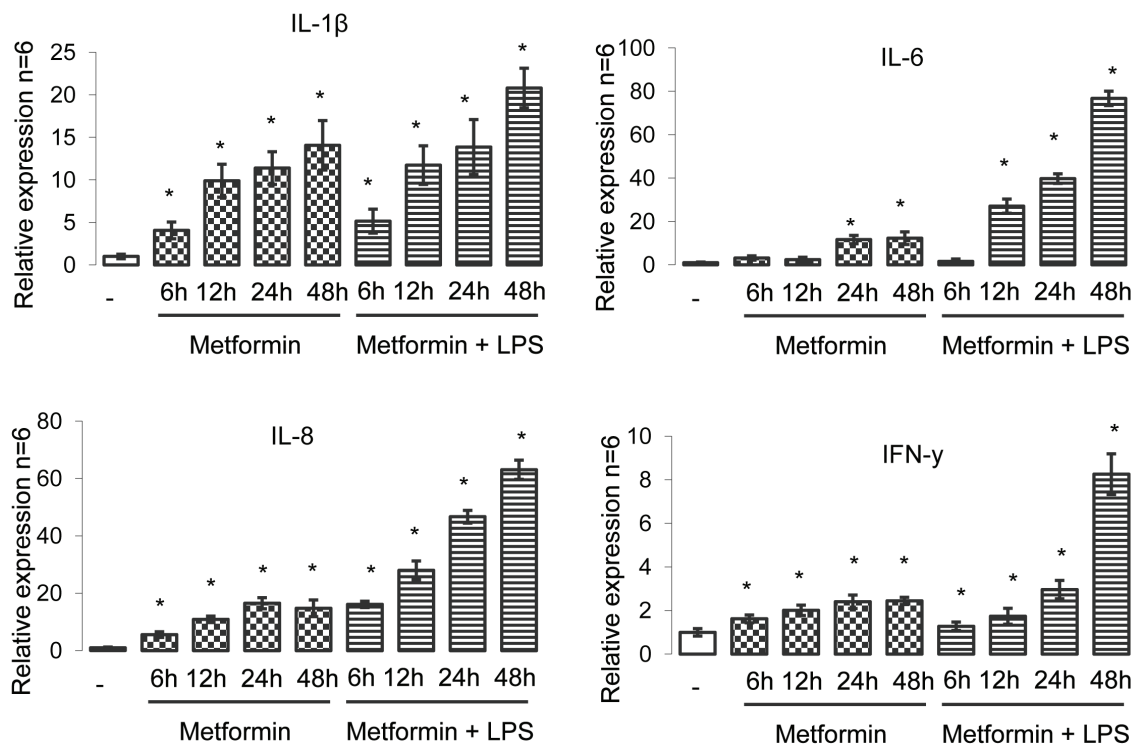 IL-1β
Relative expression n=6
25
20
15
10
5
0
* * * * * * * *
- 6h 12h 24h 48h 6h 12h 24h 48h
Metformin Metformin + LPS
IL-6
Relative expression n=6
100
80
60
40
20
0
* * * * *
- 6h 12h 24h 48h 6h 12h 24h 48h
Metformin Metformin + LPS
IL-8
Relative expression n=6
80
60
40
20
0
* * * * * * * *
- 6h 12h 24h 48h 6h 12h 24h 48h
Metformin Metformin + LPS
IFN-y
Relative expression n=6
10
8
6
4
2
0
* * * * * * * *
- 6h 12h 24h 48h 6h 12h 24h 48h
Metformin Metformin + LPS